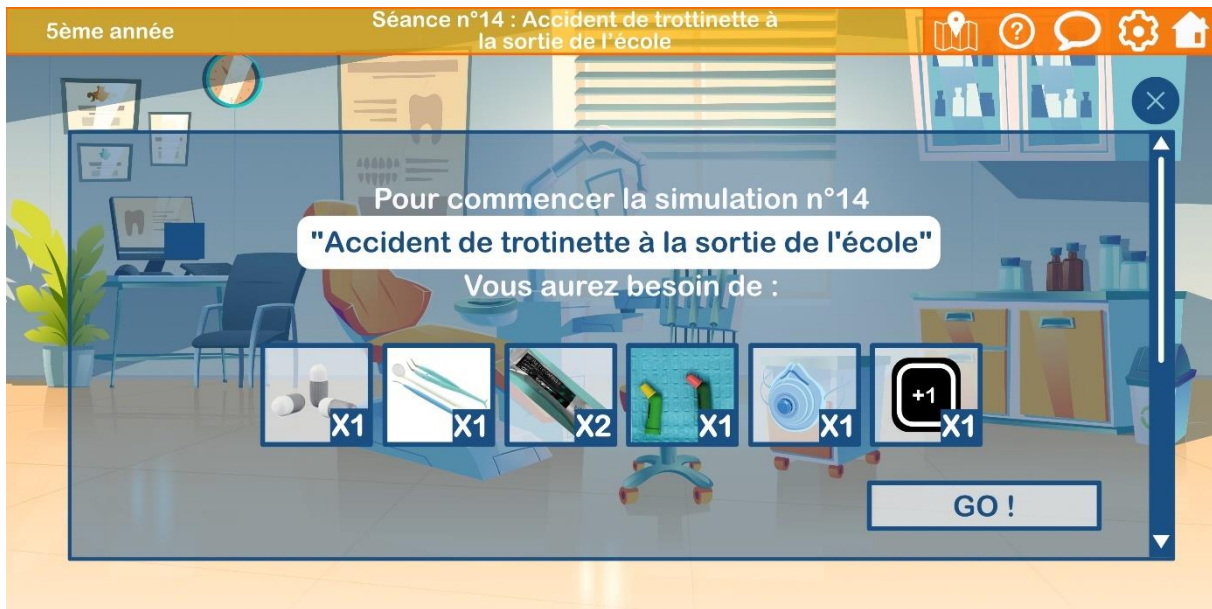 5ème année
Séance n°14 : Accident de trottinette à
la sortie de l'école
?
Pour commencer la simulation n°14
"Accident de trotinette à la sortie de l'école"
Vous aurez besoin de :
X1
X1
X2
X1
X1
+1
X1
GO !